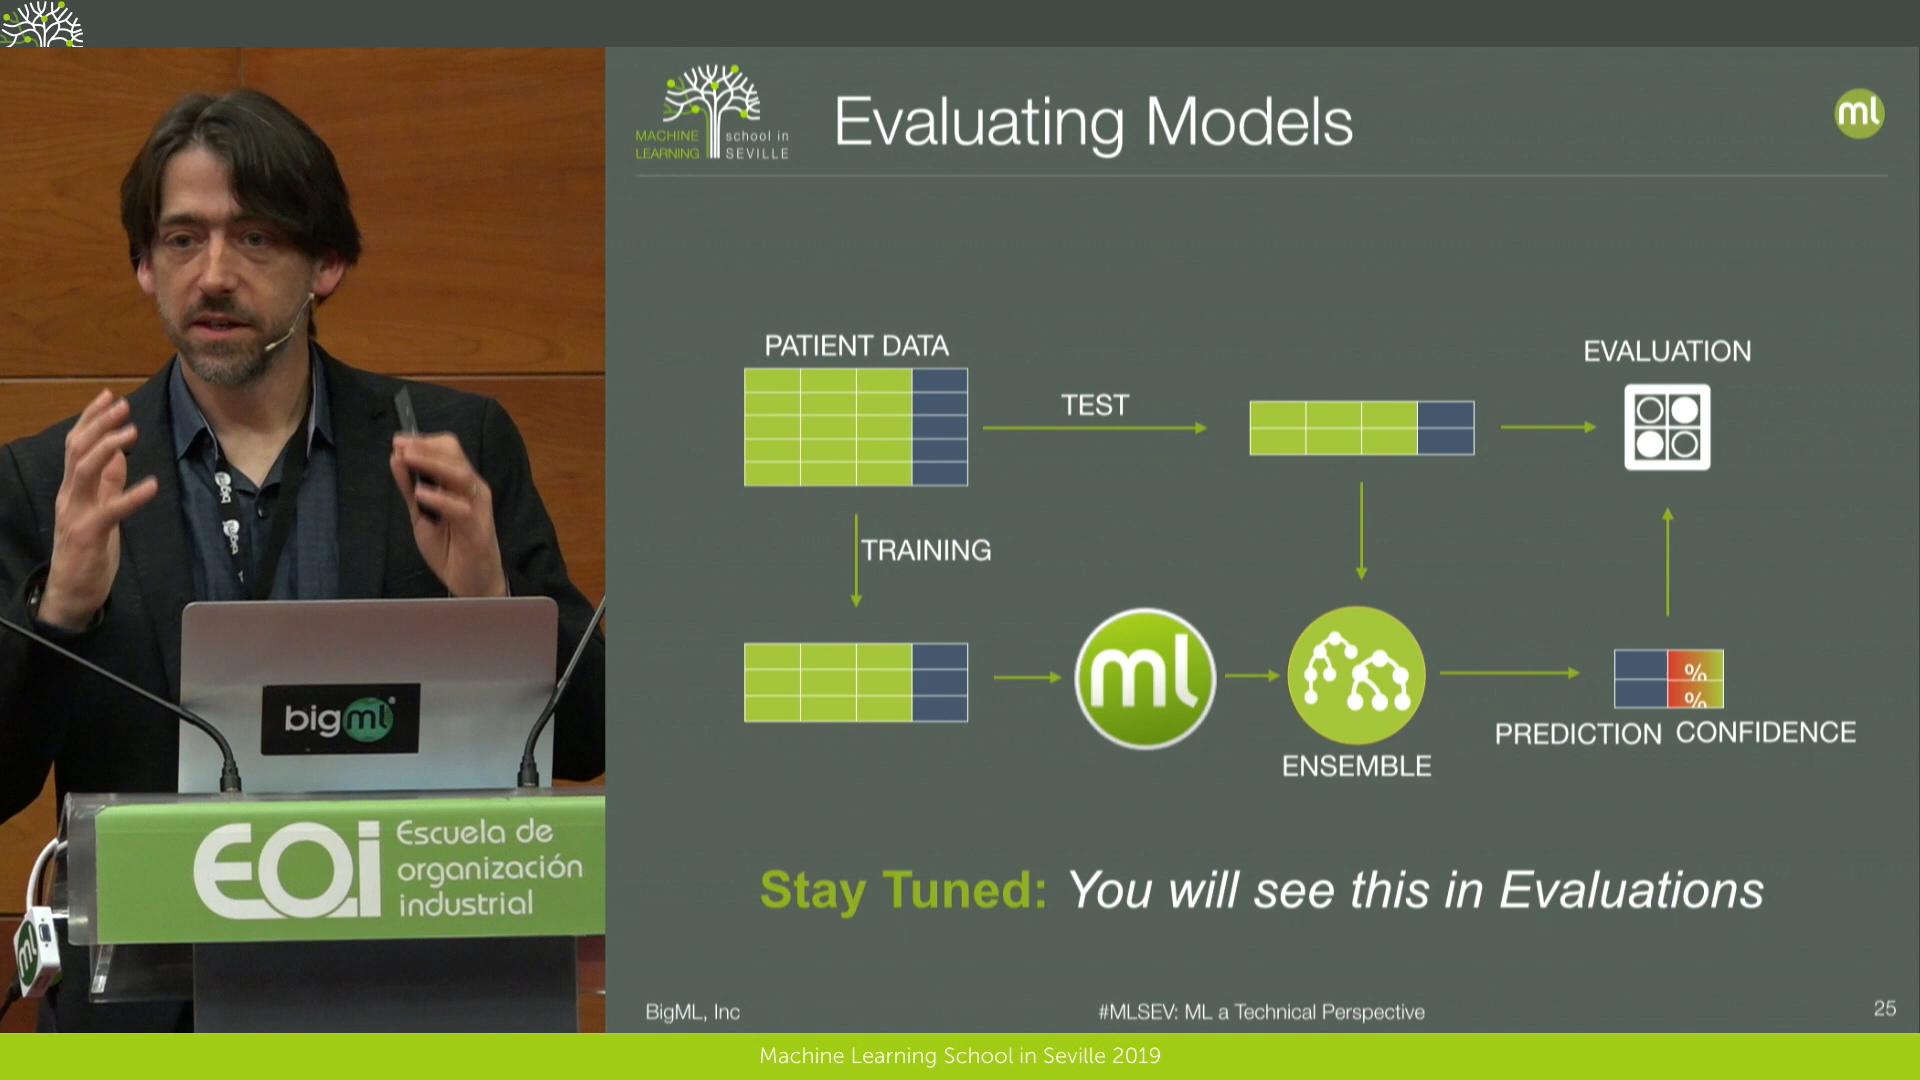 MACHINE school in
LEARNING SEVILLE
Evaluating Models
ml
PATIENT DATA
EVALUATION
TEST
TRAINING
ml
%
%
PREDICTION CONFIDENCE
ENSEMBLE
Stay Tuned: You will see this in Evaluations
BigML, Inc
#MLSEV: ML a Technical Perspective
25
bigml
EOi Escuela de
organización
industrial
ml
Machine Learning School in Seville 2019